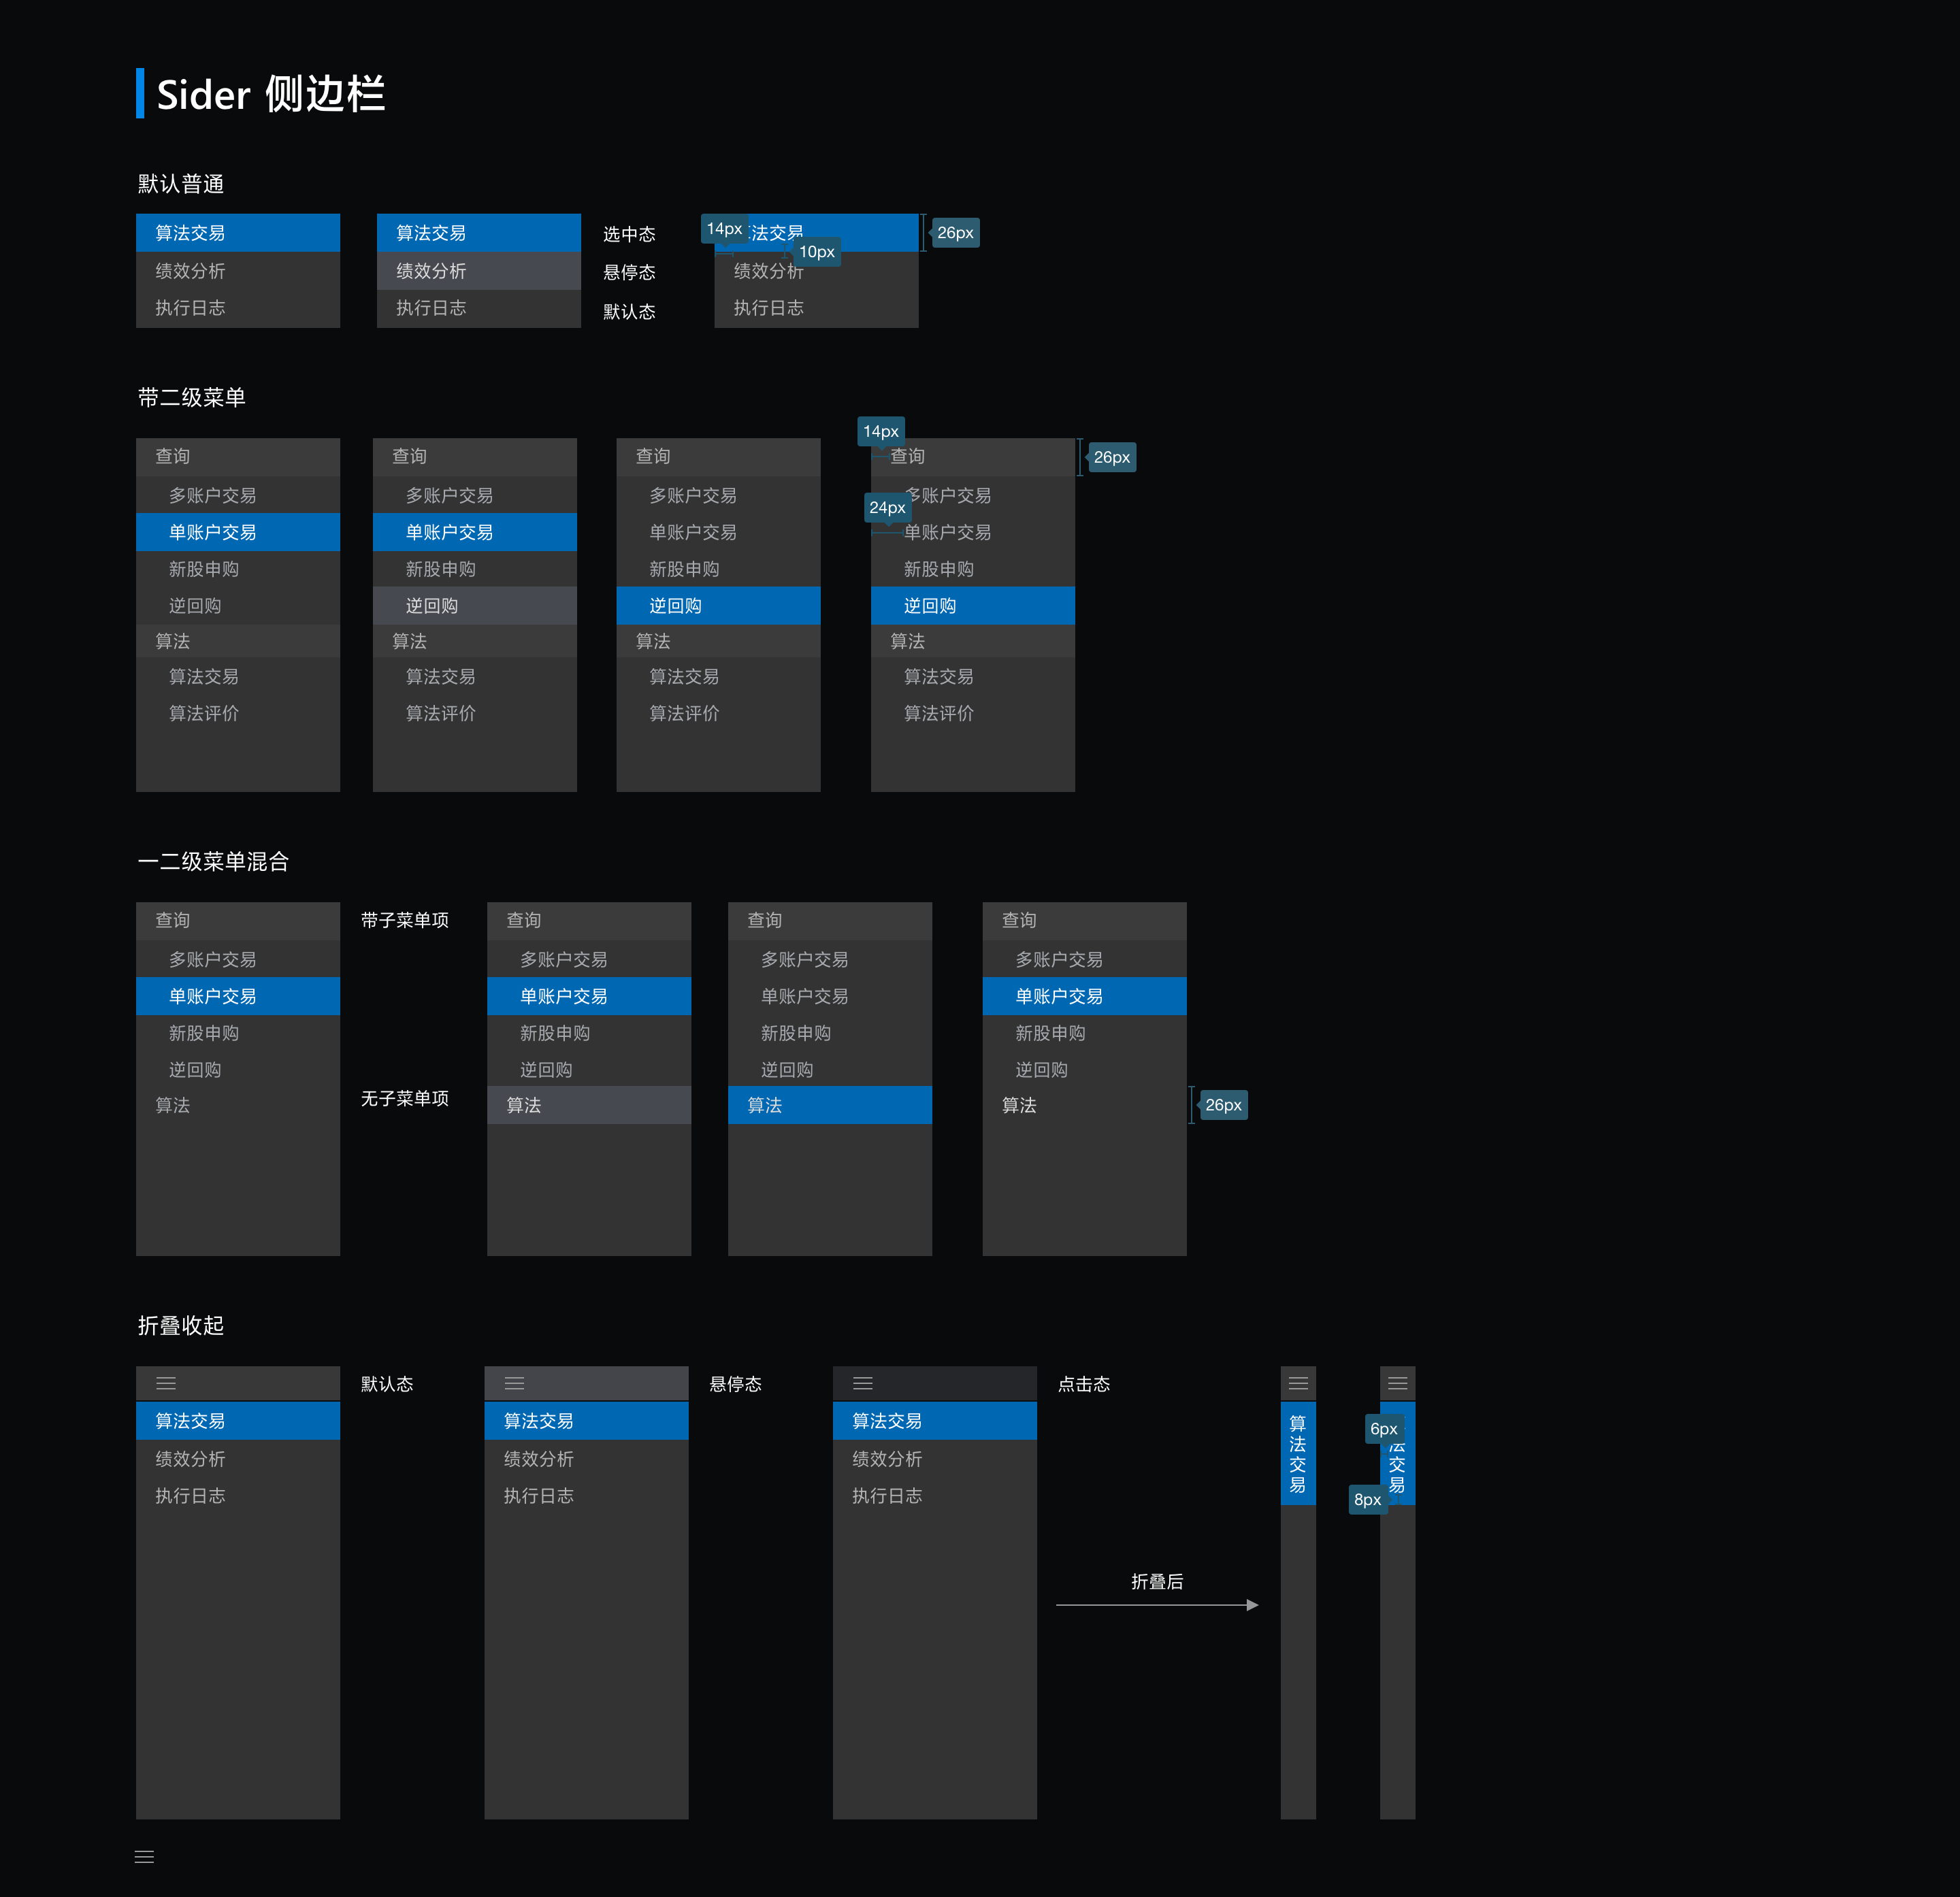 Sider 侧边栏
默认普通
算法交易
绩效分析
执行日志
算法交易
绩效分析
执行日志
选中态
悬停态
默认态
14px
法交易
10px
绩效分析
执行日志
26px
带二级菜单
查询
多账户交易
单账户交易
新股申购
逆回购
算法
算法交易
算法评价
查询
多账户交易
单账户交易
新股申购
逆回购
算法
算法交易
算法评价
查询
多账户交易
单账户交易
新股申购
逆回购
算法
算法交易
算法评价
14px
查询
24px
多账户交易
单账户交易
新股申购
逆回购
算法
算法交易
算法评价
26px
一二级菜单混合
查询
多账户交易
单账户交易
新股申购
逆回购
算法
带子菜单项
无子菜单项
查询
多账户交易
单账户交易
新股申购
逆回购
算法
查询
多账户交易
单账户交易
新股申购
逆回购
算法
查询
多账户交易
单账户交易
新股申购
逆回购
算法
26px
折叠收起
算法交易
绩效分析
执行日志
默认态
算法交易
绩效分析
执行日志
悬停态
算法交易
绩效分析
执行日志
点击态
折叠后
算法交易
6px
法交易
8px